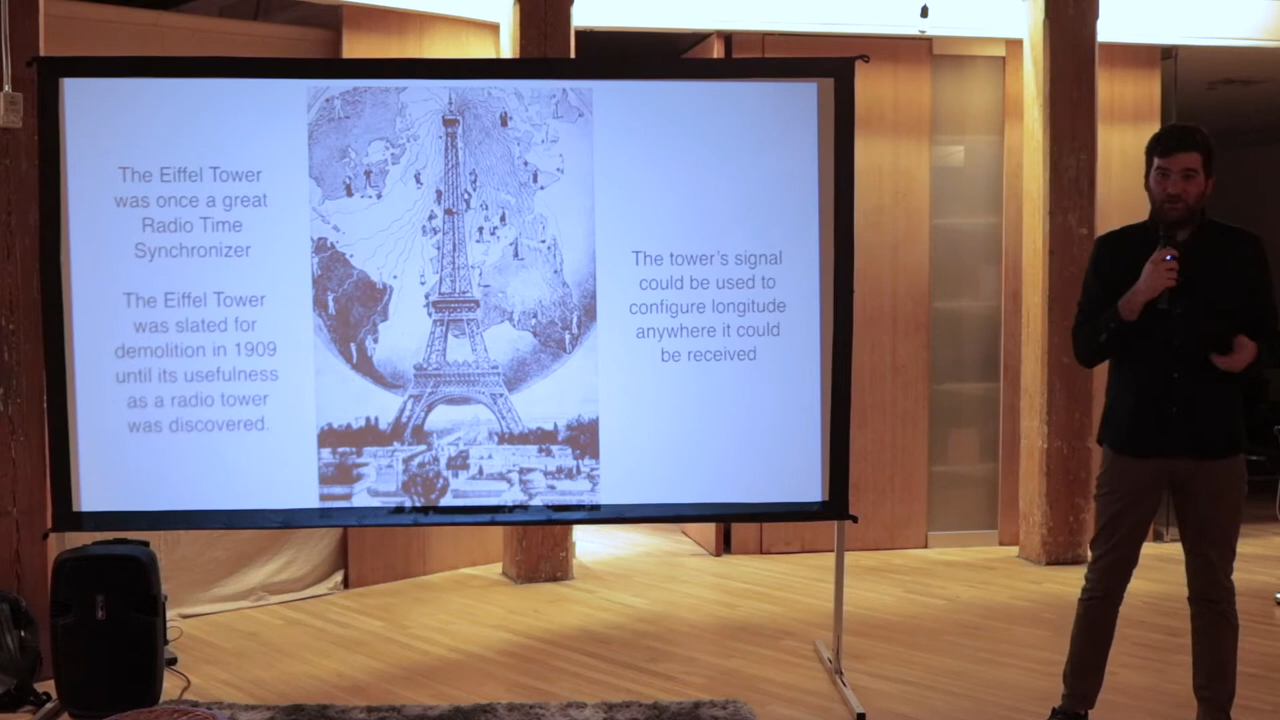 The Eiffel Tower
was once a great
Radio Time
Synchronizer
The Eiffel Tower
was slated for
demolition in 1909
until its usefulness
as a radio tower
was discovered.
The tower's signal
could be used to
configure longitude
anywhere it could
be received